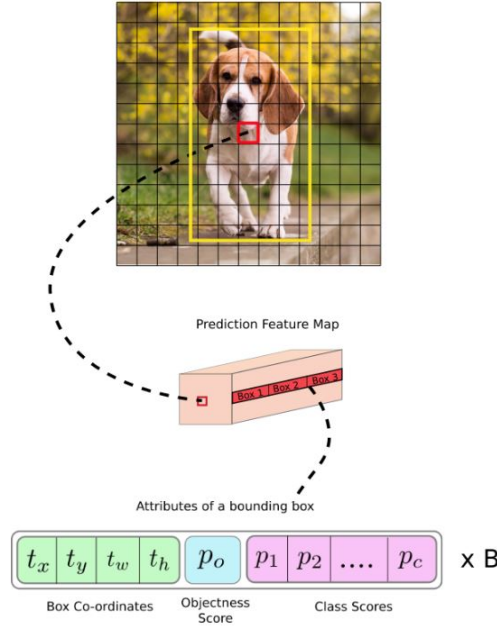 Prediction Feature Map
Box 1 Box 2 Box 3
Attributes of a bounding box
t_x t_y t_w t_h p_o p_1 p_2 .... p_c x B
Box Co-ordinates Objectness Score Class Scores